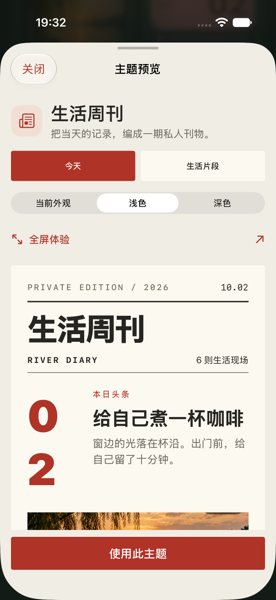 19:32
关闭
主题预览
生活周刊
把当天的记录，编成一期私人刊物。
今天
生活片段
当前外观
浅色
深色
全屏体验
PRIVATE EDITION / 2026
10.02
生活周刊
RIVER DIARY
6 则生活现场
02
本日头条
给自己煮一杯咖啡
窗边的光落在杯沿。出门前，给
自己留了十分钟。
使用此主题